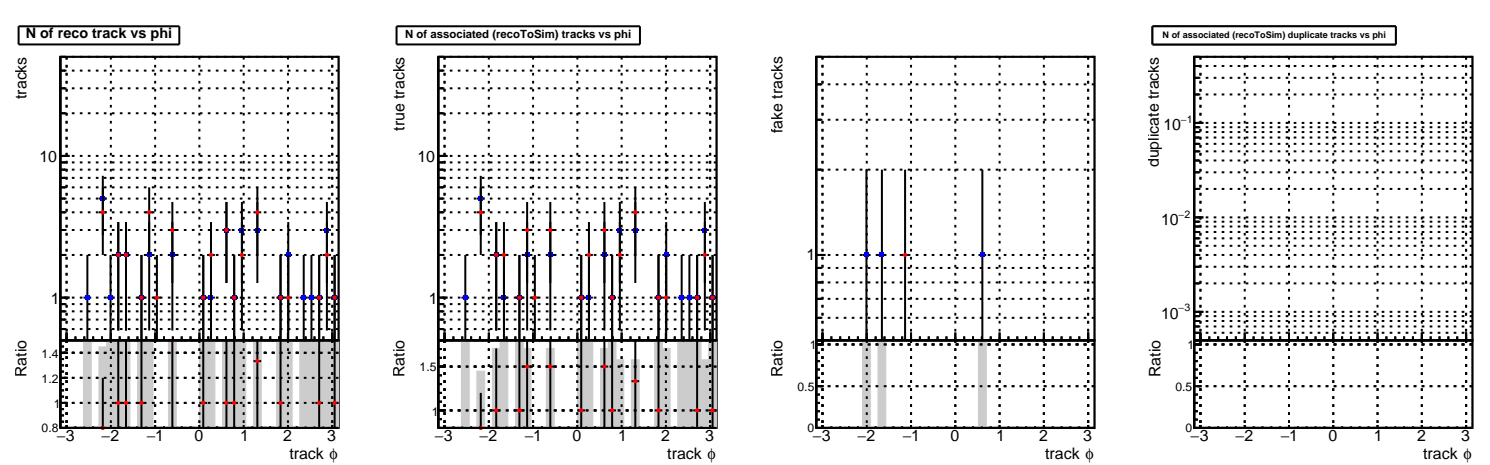 N of reco track vs phi
tracks
10
1
Ratio
1.4
1.2
1
0.8
−3 −2 −1 0 1 2 3
track ϕ
N of associated (recoToSim) tracks vs phi
true tracks
10
1
Ratio
1.5
1
−3 −2 −1 0 1 2 3
track ϕ
fake tracks
1
Ratio
1
0.5
0
−3 −2 −1 0 1 2 3
track ϕ
N of associated (recoToSim) duplicate tracks vs phi
duplicate tracks
10⁻¹
10⁻²
10⁻³
Ratio
1
0.5
0
−3 −2 −1 0 1 2 3
track ϕ